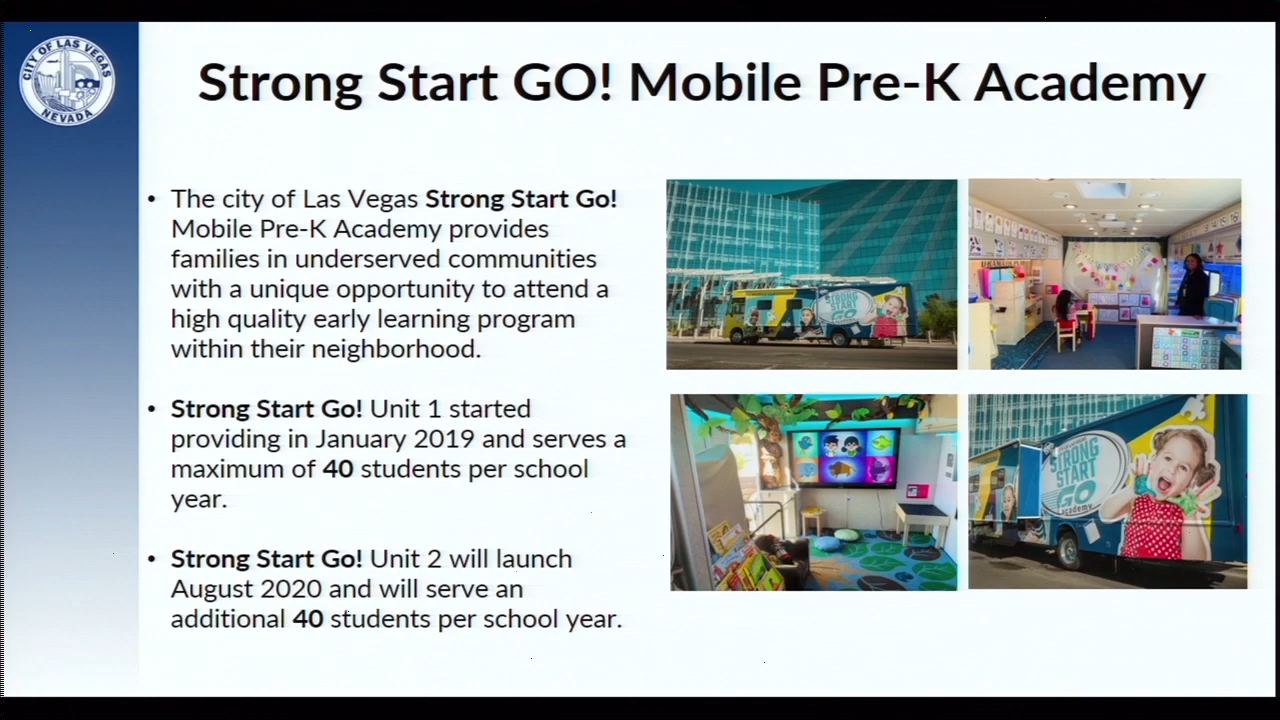 CITY OF LAS VEGAS
NEVADA
Strong Start GO! Mobile Pre-K Academy
• The city of Las Vegas Strong Start Go!
Mobile Pre-K Academy provides
families in underserved communities
with a unique opportunity to attend a
high quality early learning program
within their neighborhood.
• Strong Start Go! Unit 1 started
providing in January 2019 and serves a
maximum of 40 students per school
year.
• Strong Start Go! Unit 2 will launch
August 2020 and will serve an
additional 40 students per school year.
STRONG
START
GO
STRONG
START
GO
academy